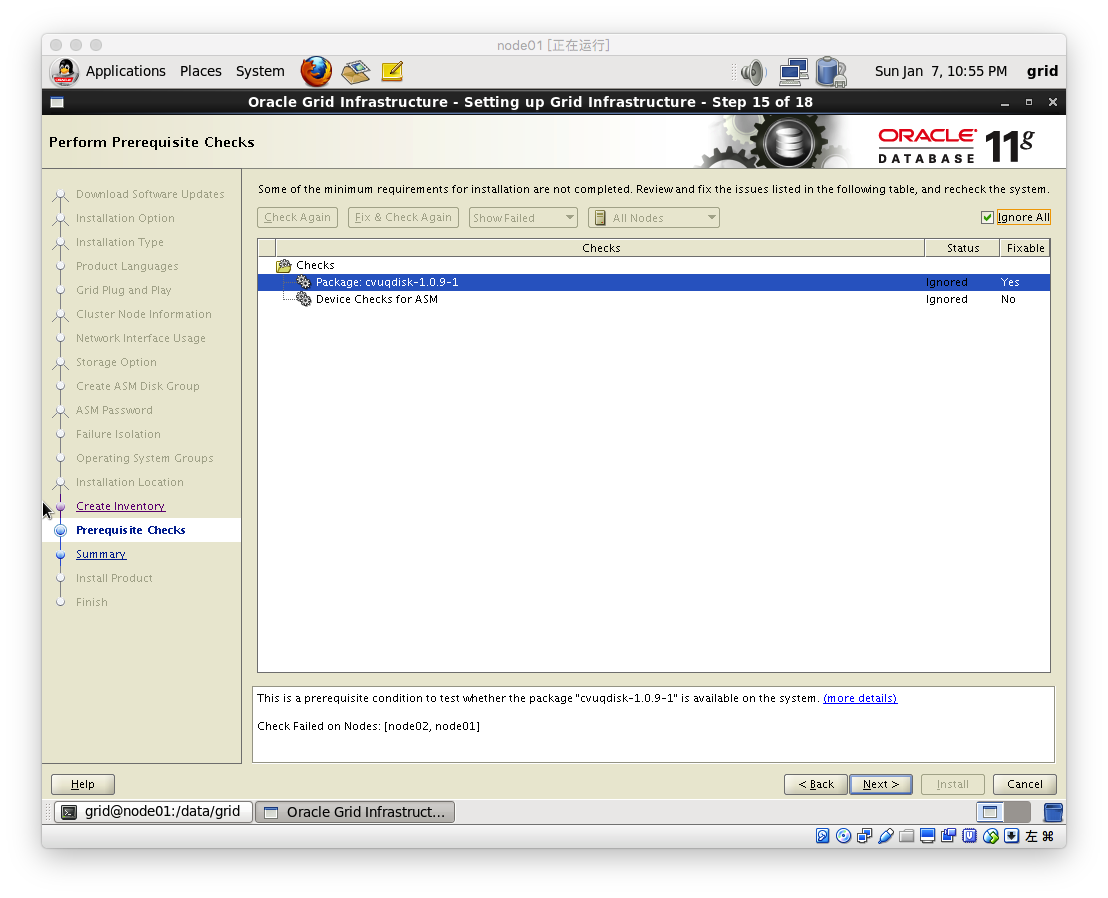 node01 [正在运行]
Applications Places System Sun Jan 7, 10:55 PM grid
Oracle Grid Infrastructure - Setting up Grid Infrastructure - Step 15 of 18
Perform Prerequisite Checks
ORACLE
DATABASE 11g
Download Software Updates
Installation Option
Installation Type
Product Languages
Grid Plug and Play
Cluster Node Information
Network Interface Usage
Storage Option
Create ASM Disk Group
ASM Password
Failure Isolation
Operating System Groups
Installation Location
Create Inventory
Prerequisite Checks
Summary
Install Product
Finish
Some of the minimum requirements for installation are not completed. Review and fix the issues listed in the following table, and recheck the system.
Check Again Fix & Check Again Show Failed All Nodes Ignore All
Checks Status Fixable
Checks
Package: cvuqdisk-1.0.9-1 Ignored Yes
Device Checks for ASM Ignored No
This is a prerequisite condition to test whether the package "cvuqdisk-1.0.9-1" is available on the system. (more details)
Check Failed on Nodes: [node02, node01]
Help < Back Next > Install Cancel
grid@node01:/data/grid Oracle Grid Infrastruct...
左 ⌘